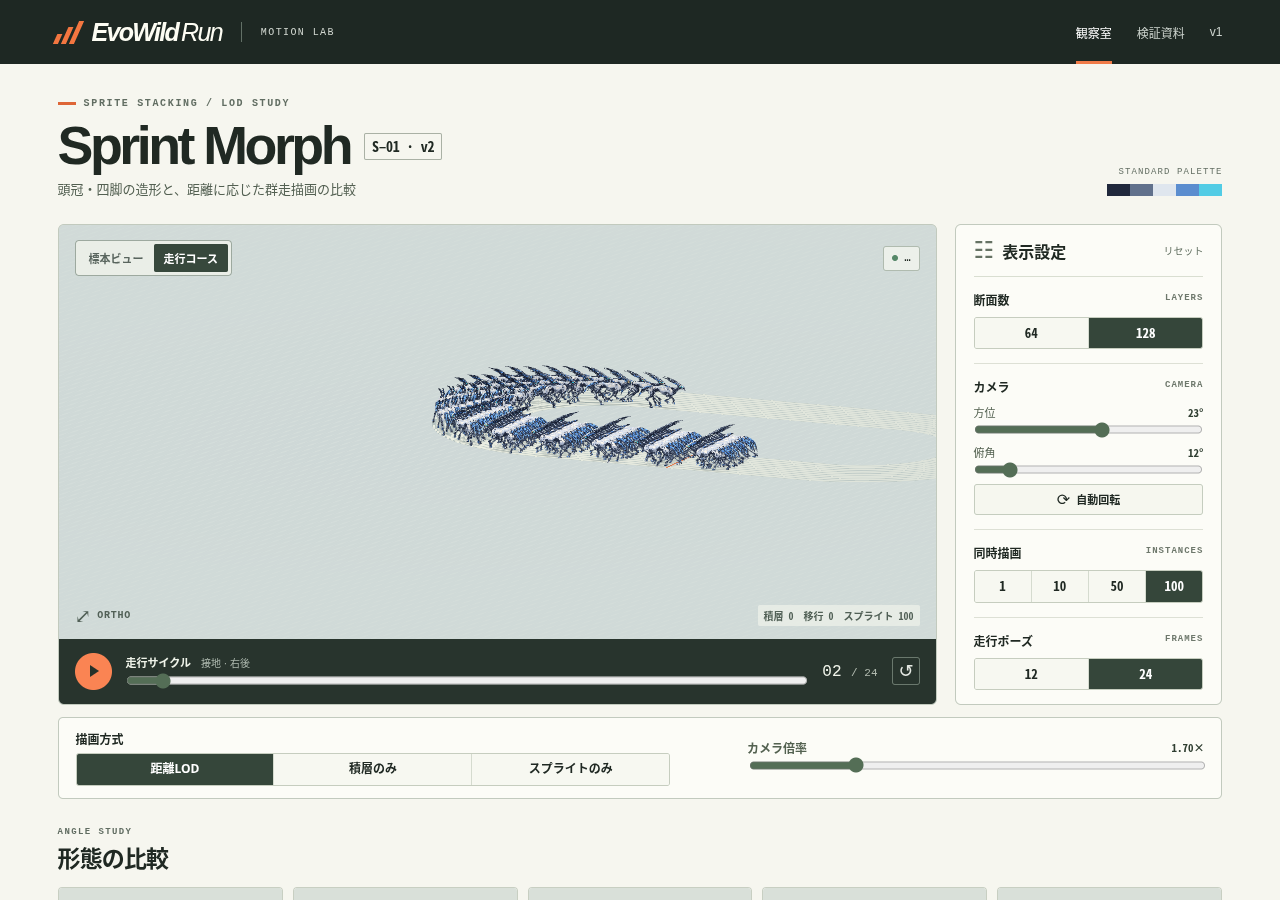 EvoWild Run
MOTION LAB
観察室
検証資料
v1
SPRITE STACKING / LOD STUDY
Sprint Morph
S−01 · v2
頭冠・四脚の造形と、距離に応じた群走描画の比較
STANDARD PALETTE
標本ビュー
走行コース
…
ORTHO
積層 0 移行 0 スプライト 100
走行サイクル 接地 · 右後
02 / 24
表示設定
リセット
断面数
LAYERS
64
128
カメラ
CAMERA
方位
23°
俯角
12°
自動回転
同時描画
INSTANCES
1
10
50
100
走行ポーズ
FRAMES
12
24
描画方式
距離LOD
積層のみ
スプライトのみ
カメラ倍率
1.70×
ANGLE STUDY
形態の比較